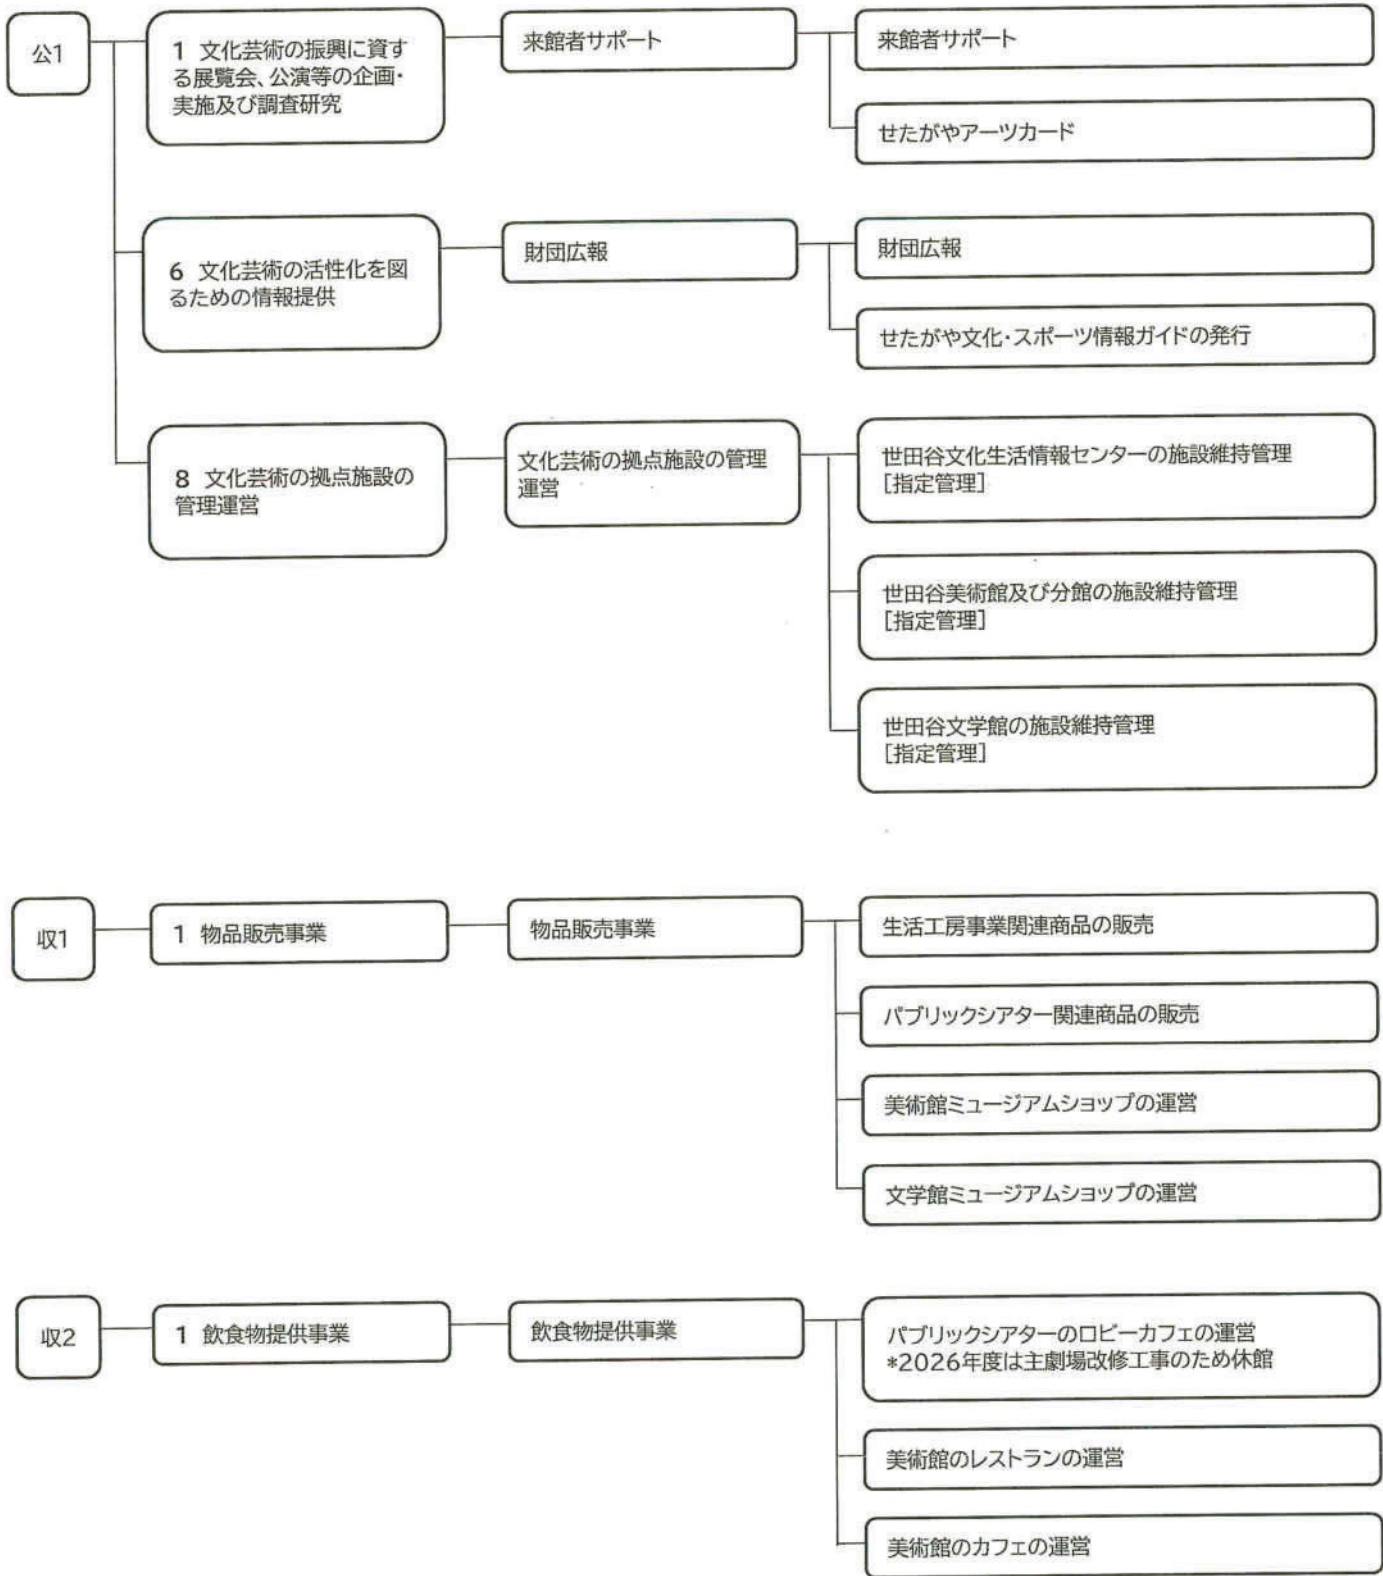 公1
1 文化芸術の振興に資す
る展覧会、公演等の企画・
実施及び調査研究
来館者サポート
来館者サポート
せたがやアーツカード
6 文化芸術の活性化を図
るための情報提供
財団広報
財団広報
せたがや文化・スポーツ情報ガイドの発行
8 文化芸術の拠点施設の
管理運営
文化芸術の拠点施設の管理
運営
世田谷文化生活情報センターの施設維持管理
[指定管理]
世田谷美術館及び分館の施設維持管理
[指定管理]
世田谷文学館の施設維持管理
[指定管理]
収1
1 物品販売事業
物品販売事業
生活工房事業関連商品の販売
パブリックシアター関連商品の販売
美術館ミュージアムショップの運営
文学館ミュージアムショップの運営
収2
1 飲食物提供事業
飲食物提供事業
パブリックシアターのロビーカフェの運営
*2026年度は主劇場改修工事のため休館
美術館のレストランの運営
美術館のカフェの運営